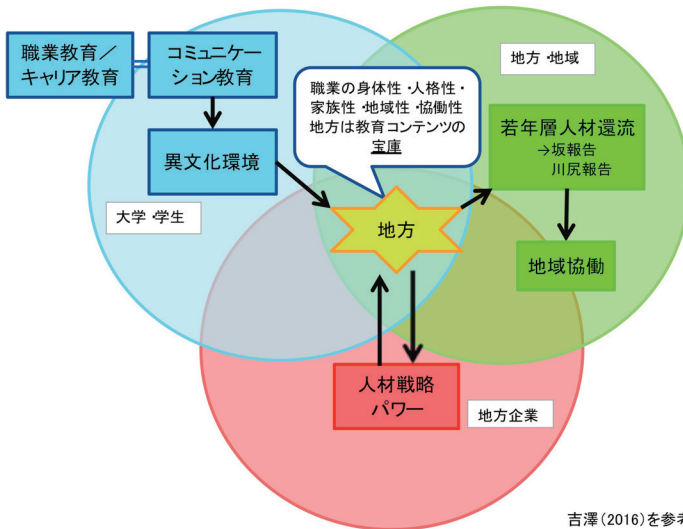 職業教育／
キャリア教育
コミュニケー
ション教育
異文化環境
大学・学生
職業の身体性・人格性・
家族性・地域性・協働性
地方は教育コンテンツの
宝庫
地方
地方・地域
若年層人材還流
→坂報告
川尻報告
地域協働
人材戦略
パワー
地方企業
吉澤(2016)を参考